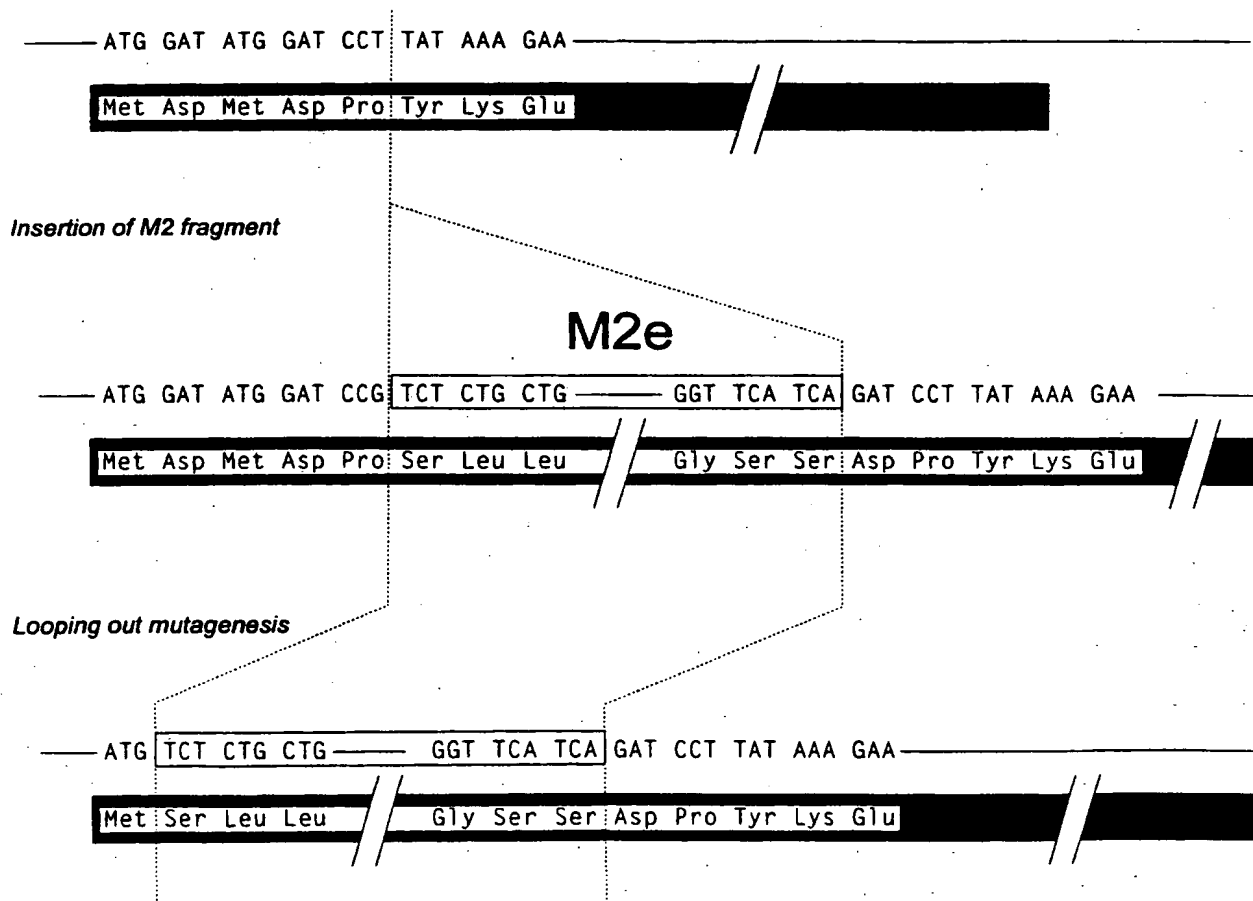 ATG GAT ATG GAT CCT TAT AAA GAA
Met Asp Met Asp Pro Tyr Lys Glu
Insertion of M2 fragment
M2e
ATG GAT ATG GAT CCG TCT CTG CTG GGT TCA TCA GAT CCT TAT AAA GAA
Met Asp Met Asp Pro Ser Leu Leu Gly Ser Ser Asp Pro Tyr Lys Glu
Looping out mutagenesis
ATG TCT CTG CTG GGT TCA TCA GAT CCT TAT AAA GAA
Met Ser Leu Leu Gly Ser Ser Asp Pro Tyr Lys Glu